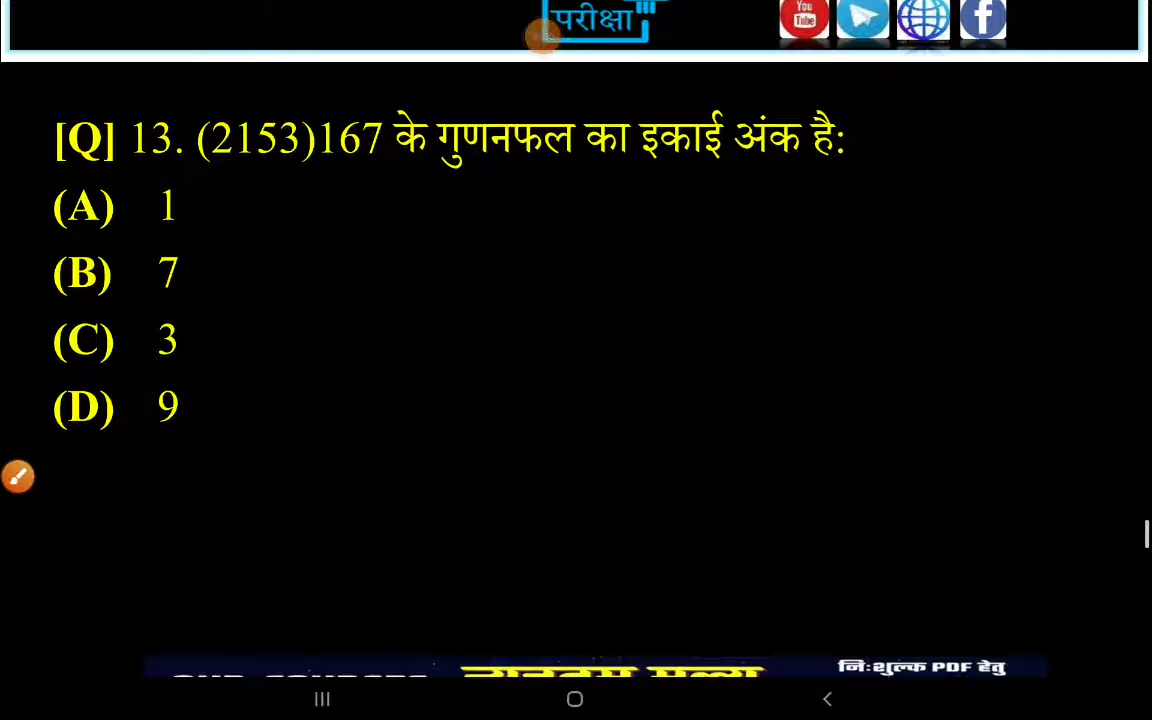 परीक्षा
You
Tube
[Q] 13. (2153)167 के गुणनफल का इकाई अंक है:
(A) 1
(B) 7
(C) 3
(D) 9
निःशुल्क PDF हेतु